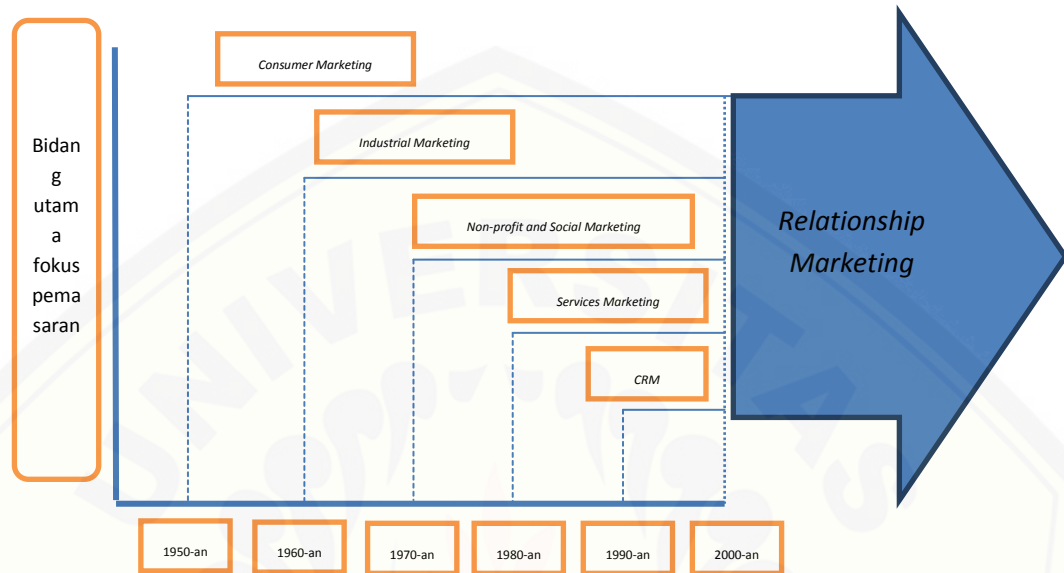 Bidan
g
utam
a
fokus
pema
saran
Consumer Marketing
Industrial Marketing
Non-profit and Social Marketing
Services Marketing
CRM
Relationship
Marketing
1950-an
1960-an
1970-an
1980-an
1990-an
2000-an
UNIVERSITAS